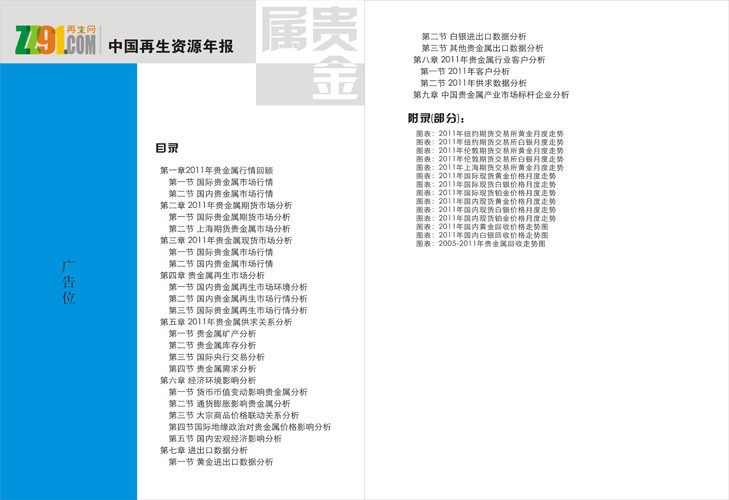 再生网
ZZ91.COM
中国再生资源年报
贵金属
广告位
目录
第一章2011年贵金属行情回顾
第一节 国际贵金属市场行情
第二节 国内贵金属市场行情
第二章 2011年贵金属期货市场分析
第一节 国际贵金属期货市场分析
第二节 上海期货贵金属市场分析
第三章 2011年贵金属现货市场分析
第一节 国际贵金属市场行情
第二节 国内贵金属市场行情
第四章 贵金属再生市场分析
第一节 国内贵金属再生市场环境分析
第二节 国内贵金属再生市场行情分析
第三节 国际贵金属再生市场行情分析
第五章 2011年贵金属供求关系分析
第一节 贵金属矿产分析
第二节 贵金属库存分析
第三节 国际央行交易分析
第四节 贵金属需求分析
第六章 经济环境影响分析
第一节 货币币值变动影响贵金属分析
第二节 通货膨胀影响贵金属分析
第三节 大宗商品价格联动关系分析
第四节国际地缘政治对贵金属价格影响分析
第五节 国内宏观经济影响分析
第七章 进出口数据分析
第一节 黄金进出口数据分析
第二节 白银进出口数据分析
第三节 其他贵金属出口数据分析
第八章 2011年贵金属行业客户分析
第一节 2011年客户分析
第二节 2011年供求数据分析
第九章 中国贵金属产业市场标杆企业分析
附录(部分):
图表：2011年纽约期货交易所黄金月度走势
图表：2011年纽约期货交易所白银月度走势
图表：2011年伦敦期货交易所黄金月度走势
图表：2011年伦敦期货交易所白银月度走势
图表：2011年上海期货交易所黄金月度走势
图表：2011年国际现货黄金价格月度走势
图表：2011年国际现货白银价格月度走势
图表：2011年国际现货铂金价格月度走势
图表：2011年国内现货黄金价格月度走势
图表：2011年国内现货白银价格月度走势
图表：2011年国内现货铂金价格月度走势
图表：2011年国内黄金回收价格走势图
图表：2011年国内白银回收价格走势图
图表：2005-2011年贵金属回收走势图